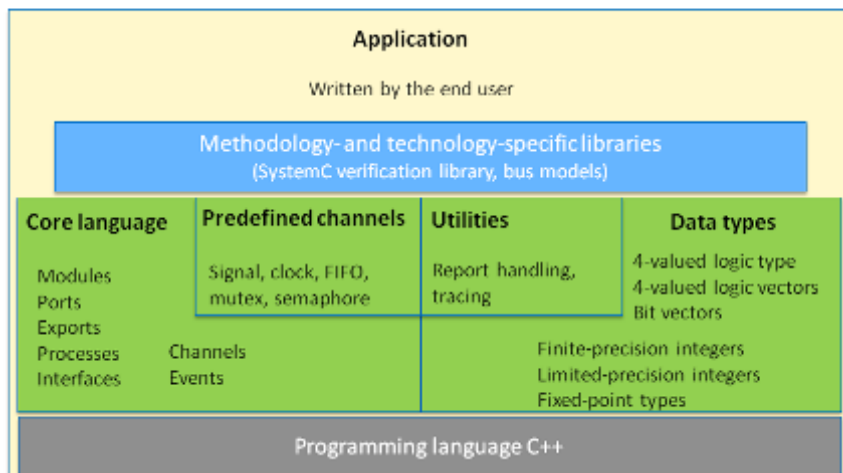 Application
Written by the end user
Methodology- and technology-specific libraries
(SystemC verification library, bus models)
Core language
Modules
Ports
Exports
Processes
Interfaces
Channels
Events
Predefined channels
Signal, clock, FIFO,
mutex, semaphore
Utilities
Report handling,
tracing
Data types
4-valued logic type
4-valued logic vectors
Bit vectors
Finite-precision integers
Limited-precision integers
Fixed-point types
Programming language C++